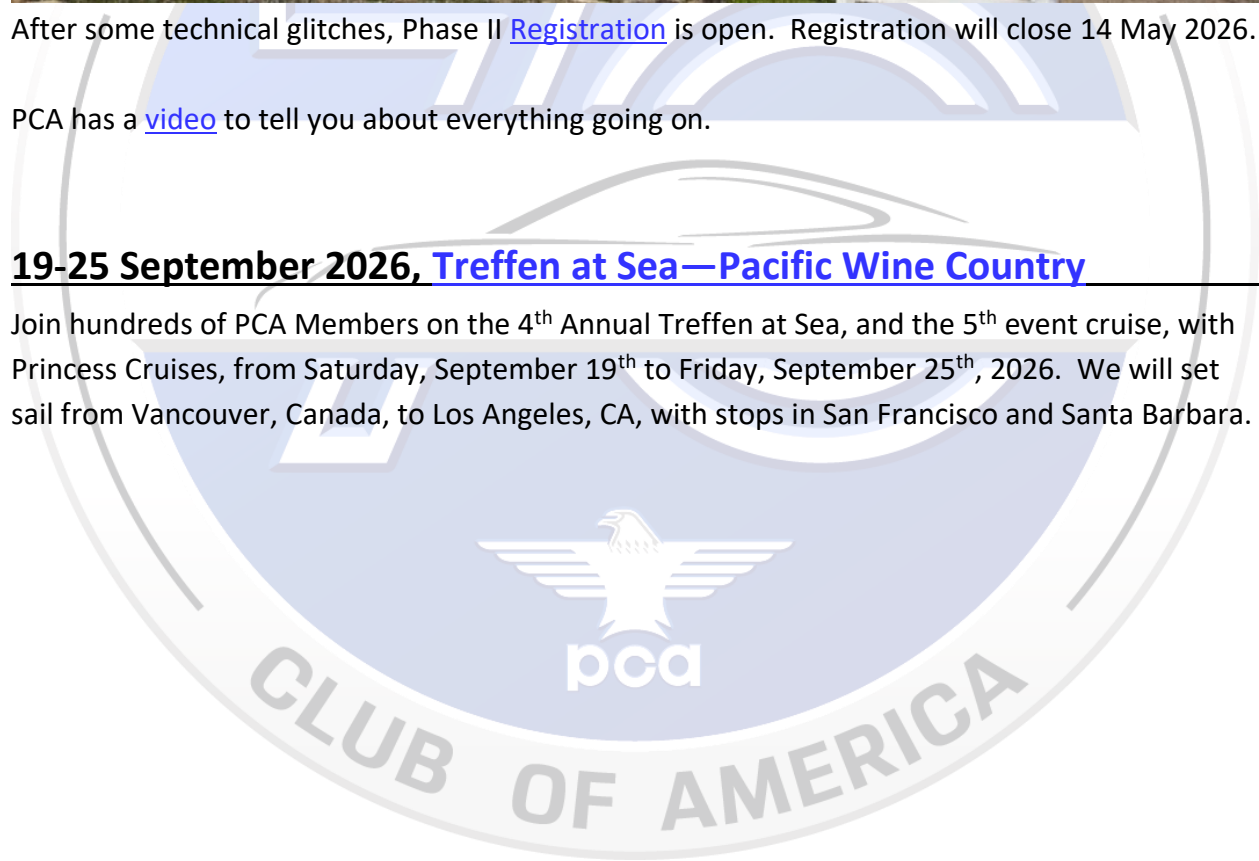 After some technical glitches, Phase II Registration is open.  Registration will close 14 May 2026.
PCA has a video to tell you about everything going on.
19-25 September 2026, Treffen at Sea—Pacific Wine Country
Join hundreds of PCA Members on the 4th Annual Treffen at Sea, and the 5th event cruise, with
Princess Cruises, from Saturday, September 19th to Friday, September 25th, 2026.  We will set
sail from Vancouver, Canada, to Los Angeles, CA, with stops in San Francisco and Santa Barbara.
pca
CLUB OF AMERICA